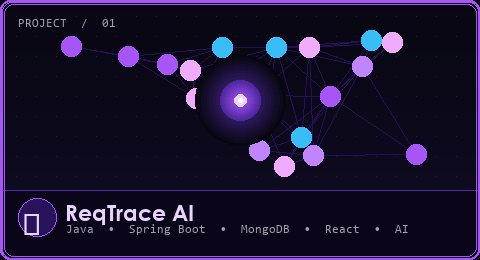 PROJECT / 01
ReqTrace AI
Java • Spring Boot • MongoDB • React • AI